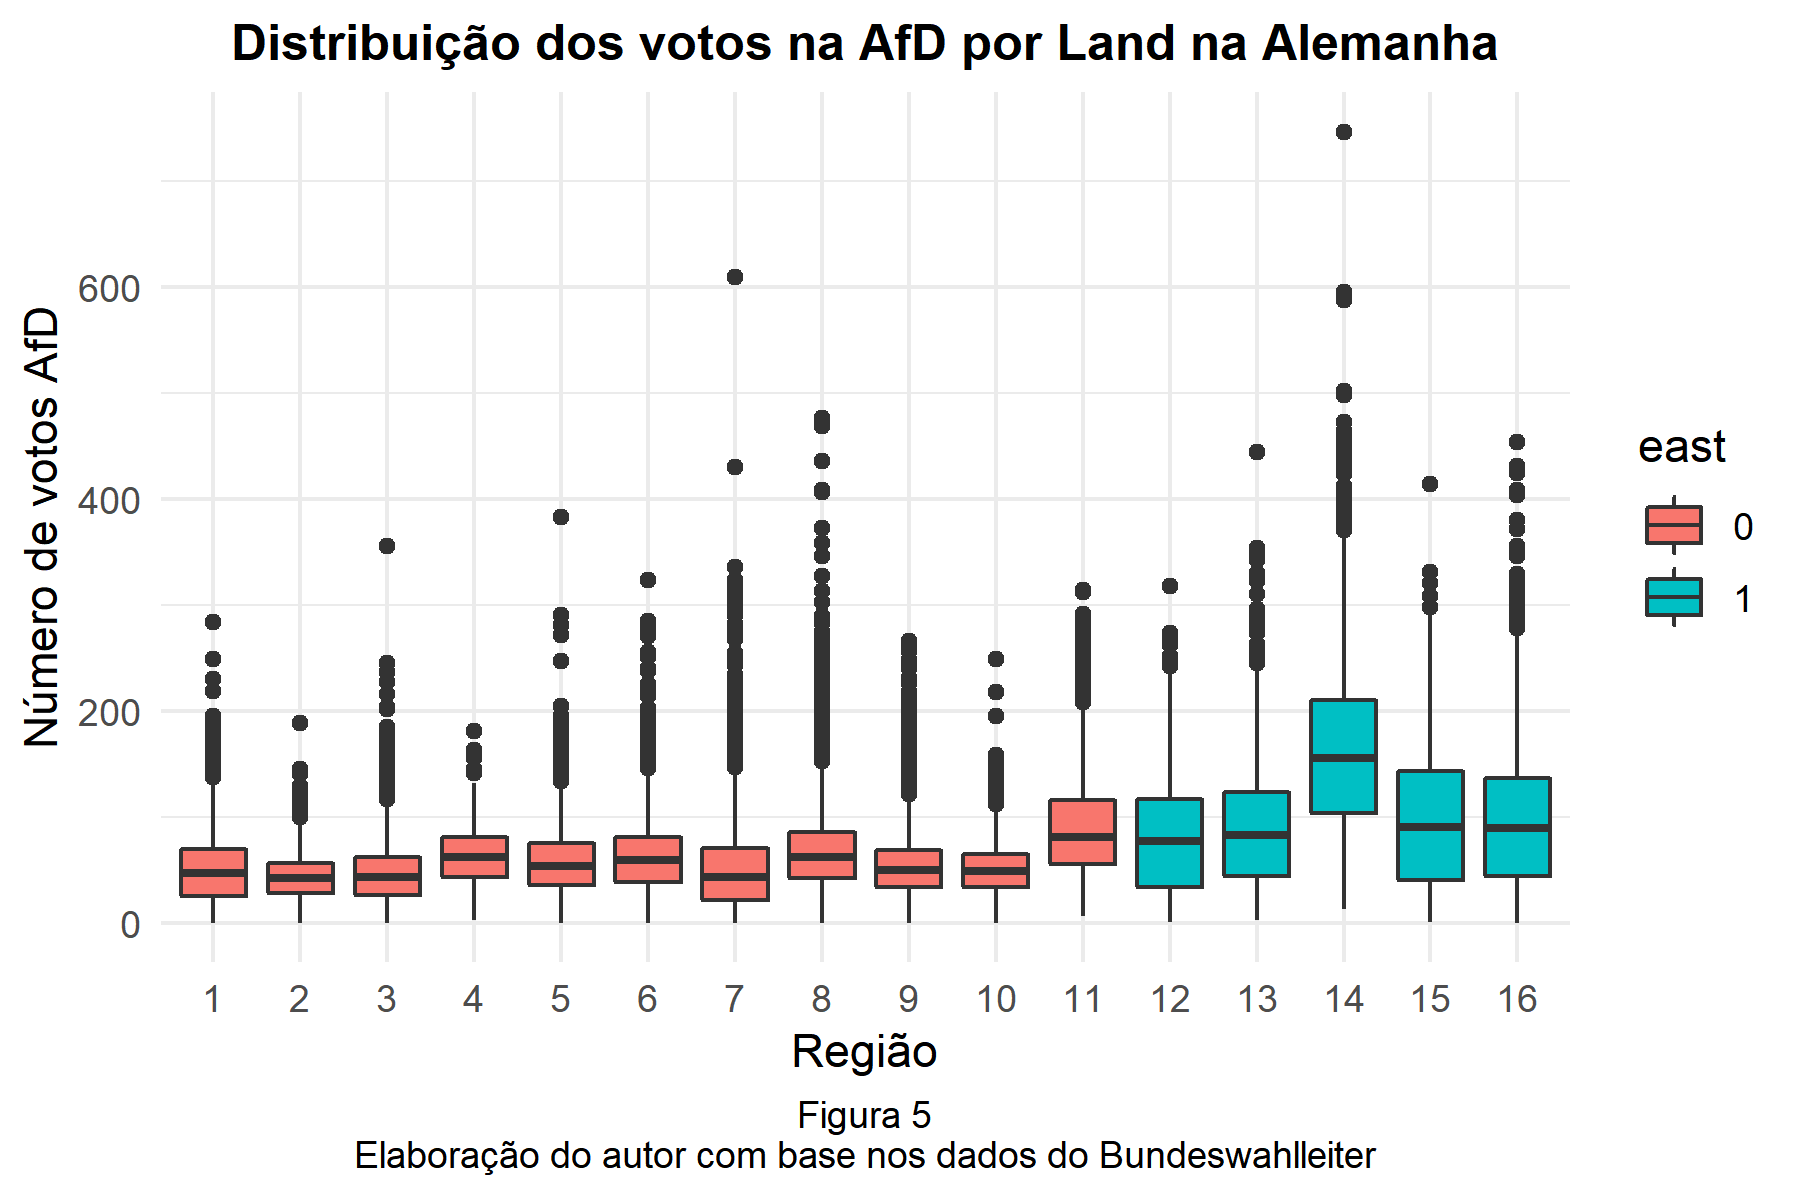 Distribuição dos votos na AfD por Land na Alemanha
Número de votos AfD
600
400
200
0
1 2 3 4 5 6 7 8 9 10 11 12 13 14 15 16
Região
east
0
1
Figura 5
Elaboração do autor com base nos dados do Bundeswahlleiter